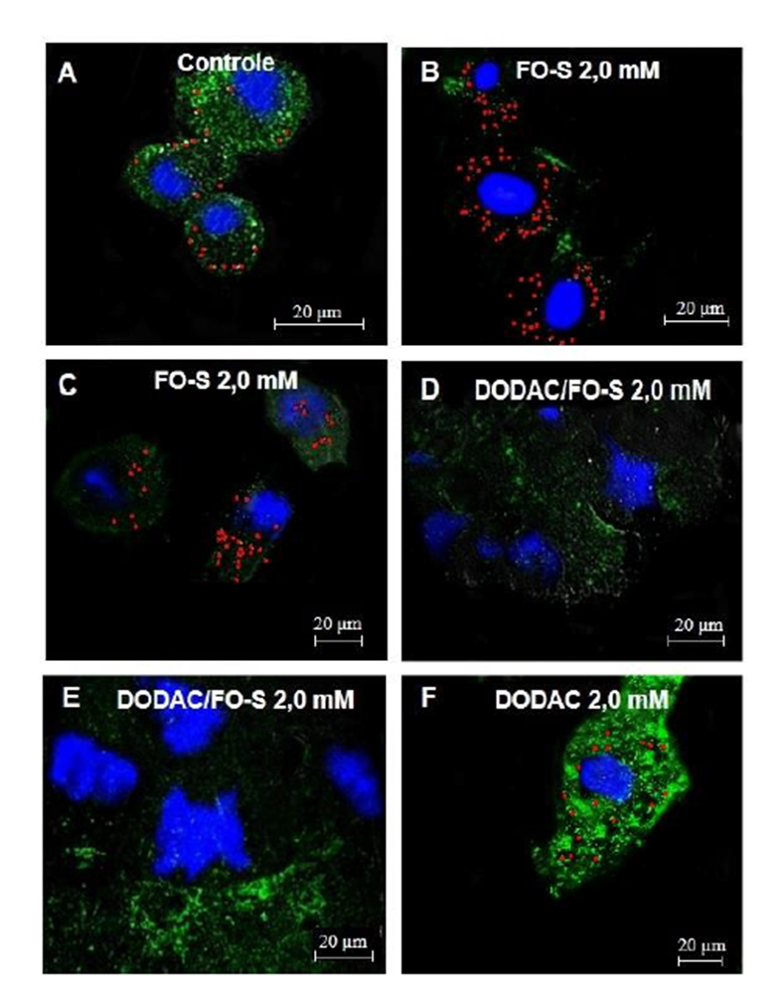 A
Controle
20 µm
B
FO-S 2,0 mM
20 µm
C
FO-S 2,0 mM
20 µm
D
DODAC/FO-S 2,0 mM
20 µm
E
DODAC/FO-S 2,0 mM
20 µm
F
DODAC 2,0 mM
20 µm